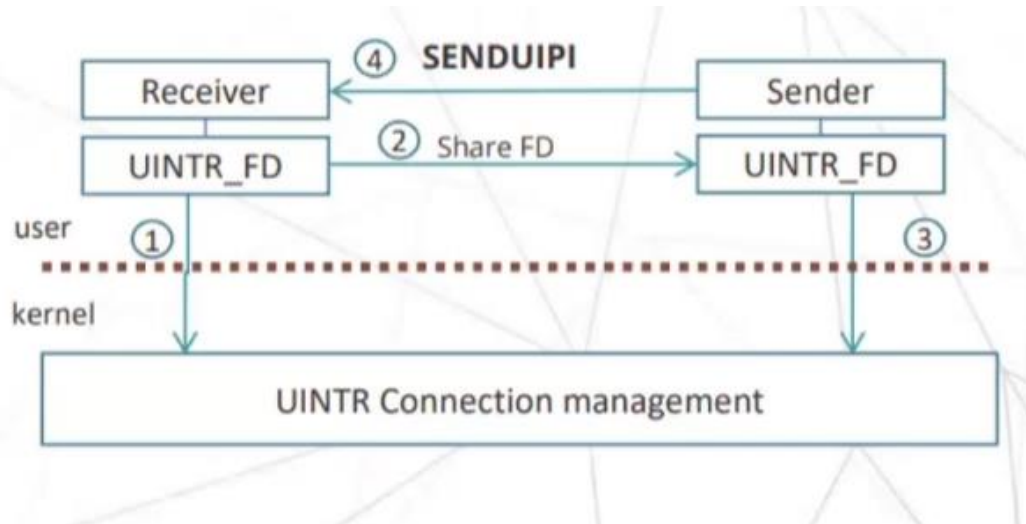 ④ SENDUIPI
Receiver
Sender
② Share FD
UINTR_FD
UINTR_FD
user
①
③
kernel
UINTR Connection management